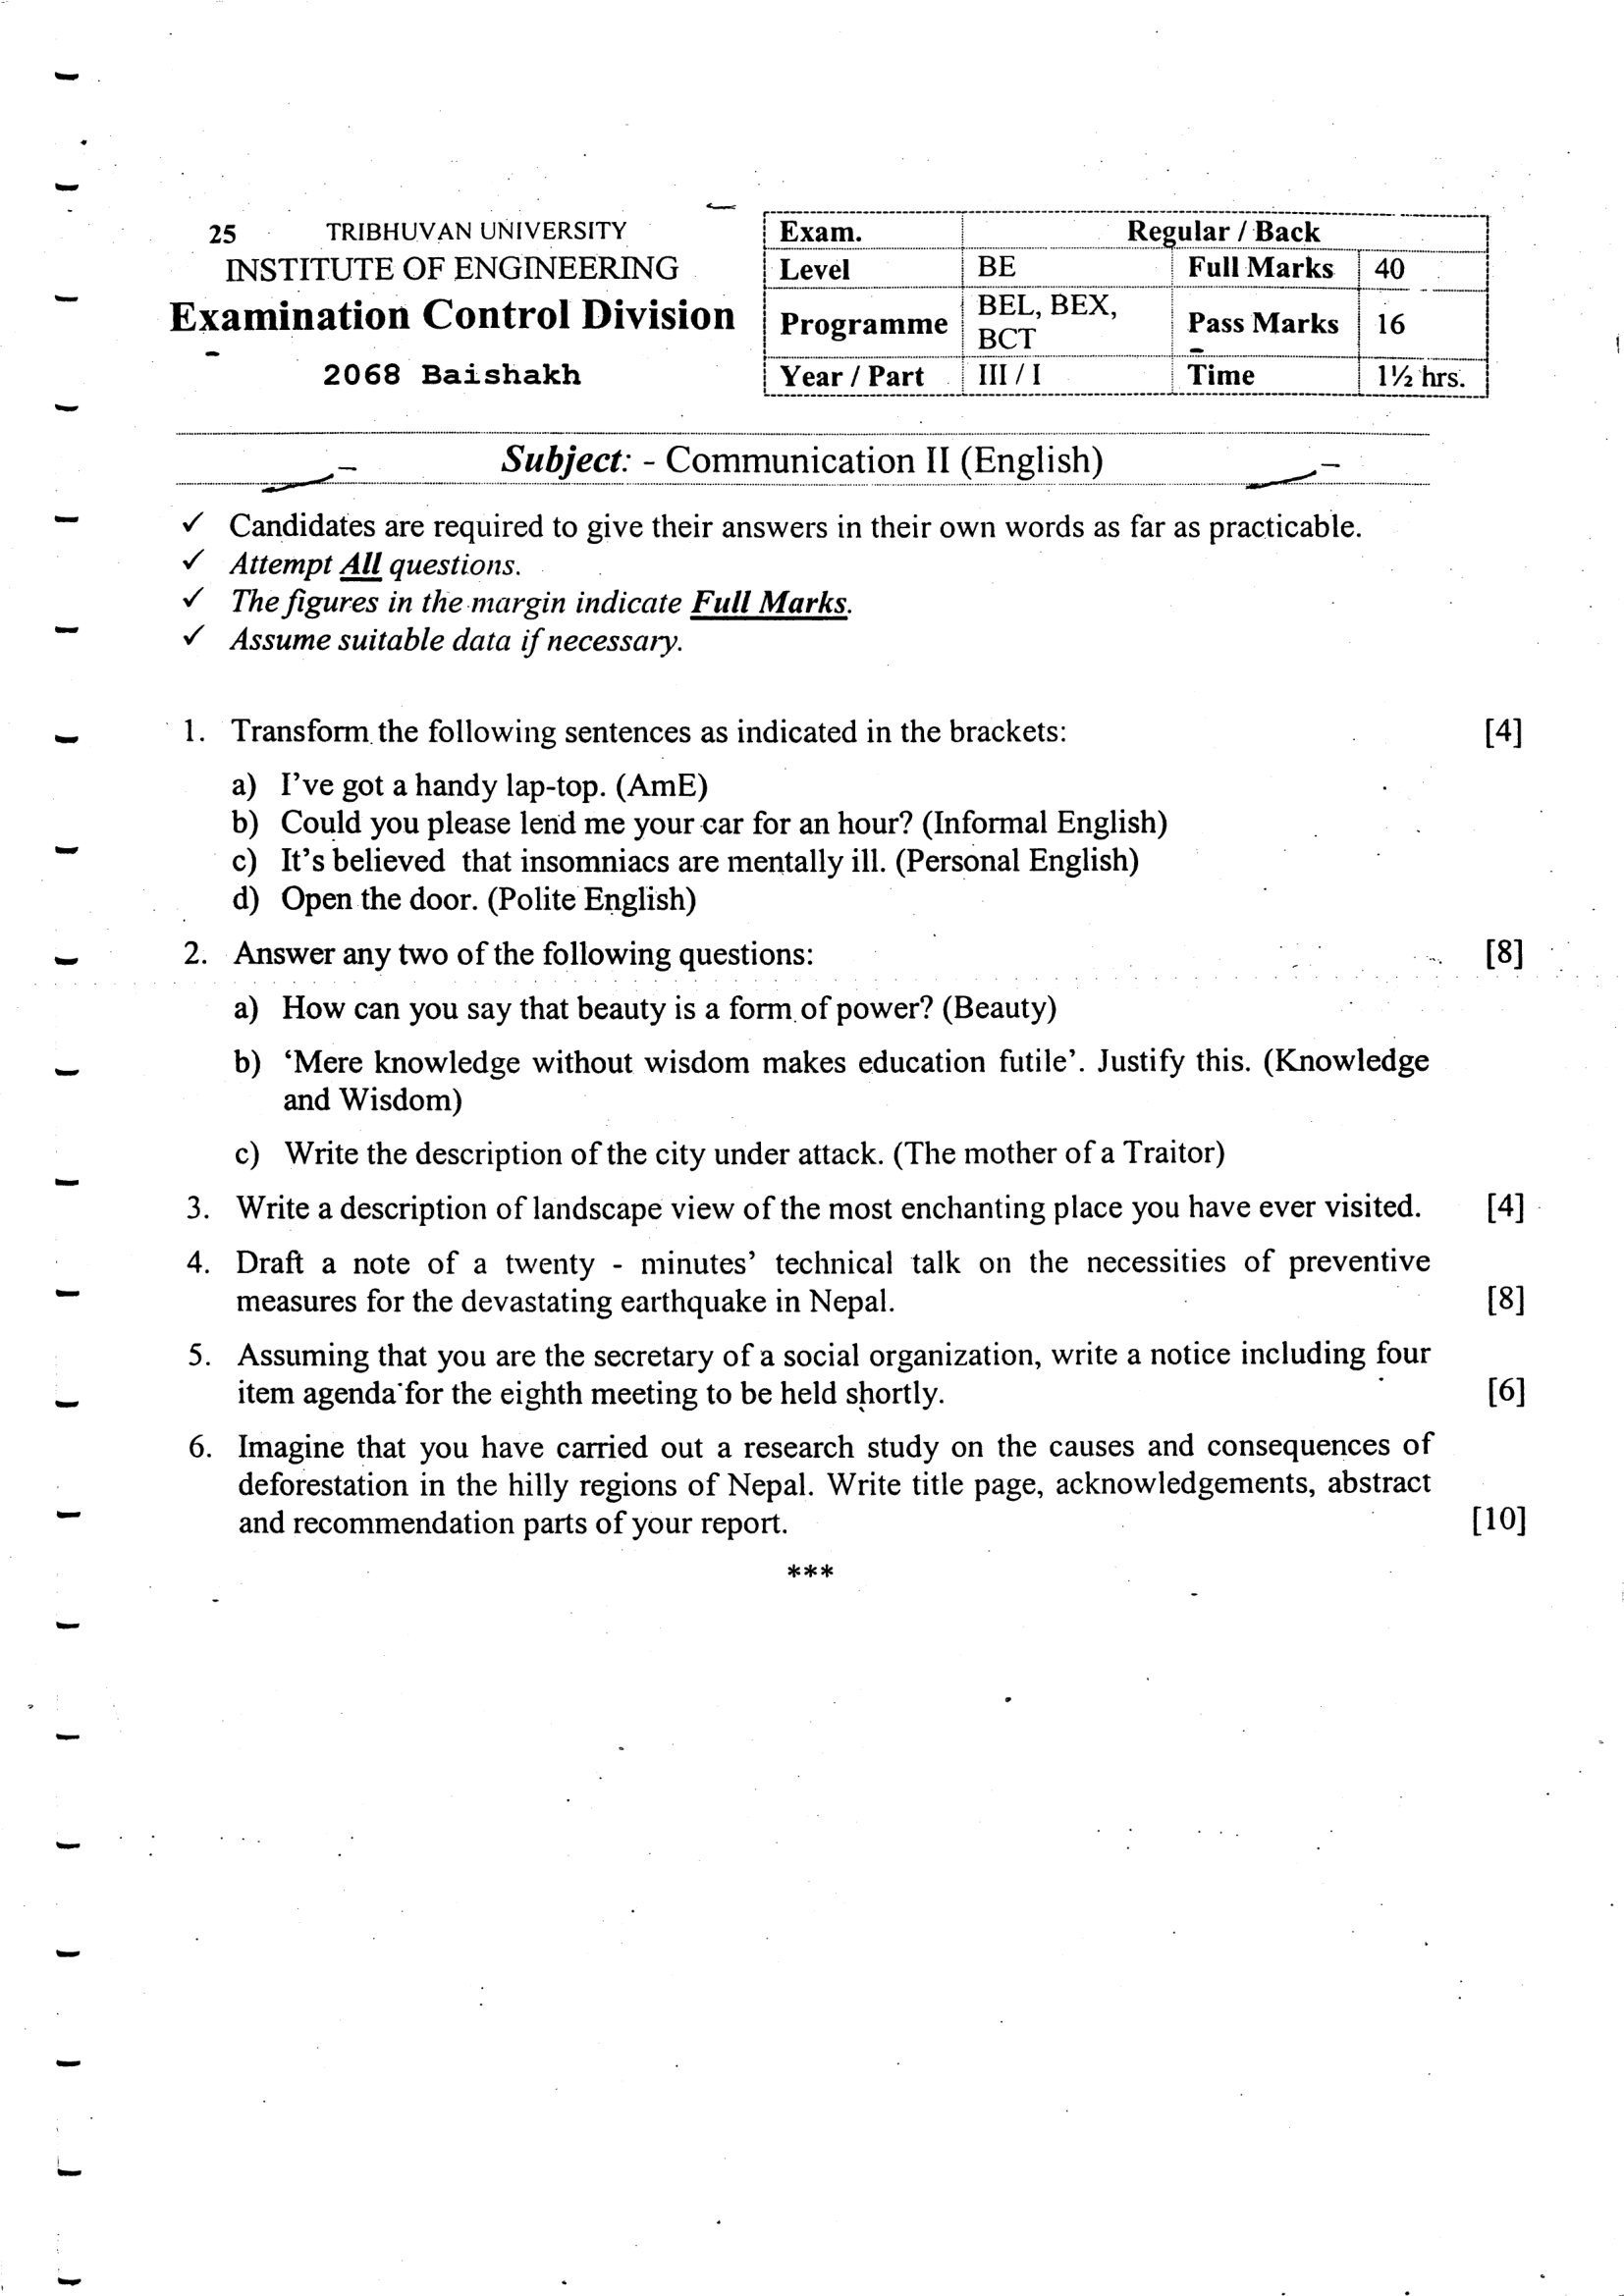 25 TRIBHUVAN UNIVERSITY
INSTITUTE OF ENGINEERING
Examination Control Division
2068 Baishakh
Exam. Regular / Back
Level BE Full Marks 40
Programme BEL, BEX, BCT Pass Marks 16
Year / Part III / I Time 1½ hrs.
Subject: - Communication II (English)
✓ Candidates are required to give their answers in their own words as far as practicable.
✓ Attempt All questions.
✓ The figures in the margin indicate Full Marks.
✓ Assume suitable data if necessary.
1. Transform the following sentences as indicated in the brackets: [4]
a) I've got a handy lap-top. (AmE)
b) Could you please lend me your car for an hour? (Informal English)
c) It's believed that insomniacs are mentally ill. (Personal English)
d) Open the door. (Polite English)
2. Answer any two of the following questions: [8]
a) How can you say that beauty is a form of power? (Beauty)
b) 'Mere knowledge without wisdom makes education futile'. Justify this. (Knowledge
and Wisdom)
c) Write the description of the city under attack. (The mother of a Traitor)
3. Write a description of landscape view of the most enchanting place you have ever visited. [4]
4. Draft a note of a twenty - minutes' technical talk on the necessities of preventive
measures for the devastating earthquake in Nepal. [8]
5. Assuming that you are the secretary of a social organization, write a notice including four
item agenda for the eighth meeting to be held shortly. [6]
6. Imagine that you have carried out a research study on the causes and consequences of
deforestation in the hilly regions of Nepal. Write title page, acknowledgements, abstract
and recommendation parts of your report. [10]
***